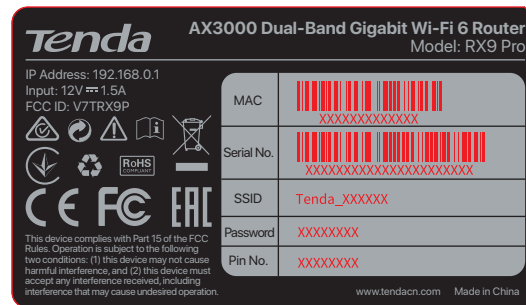 Tenda
AX3000 Dual-Band Gigabit Wi-Fi 6 Router
Model: RX9 Pro
IP Address: 192.168.0.1
Input: 12V⎓1.5A
FCC ID: V7TRX9P
RoHS
COMPLIANT
CE FC EAC
This device complies with Part 15 of the FCC
Rules. Operation is subject to the following
two conditions: (1) this device may not cause
harmful interference, and (2) this device must
accept any interference received, including
interference that may cause undesired operation.
MAC
XXXXXXXXXXXXX
Serial No.
XXXXXXXXXXXXXXXXXXXXXX
SSID
Tenda_XXXXXX
Password
XXXXXXXX
Pin No.
XXXXXXXX
www.tendacn.com Made in China